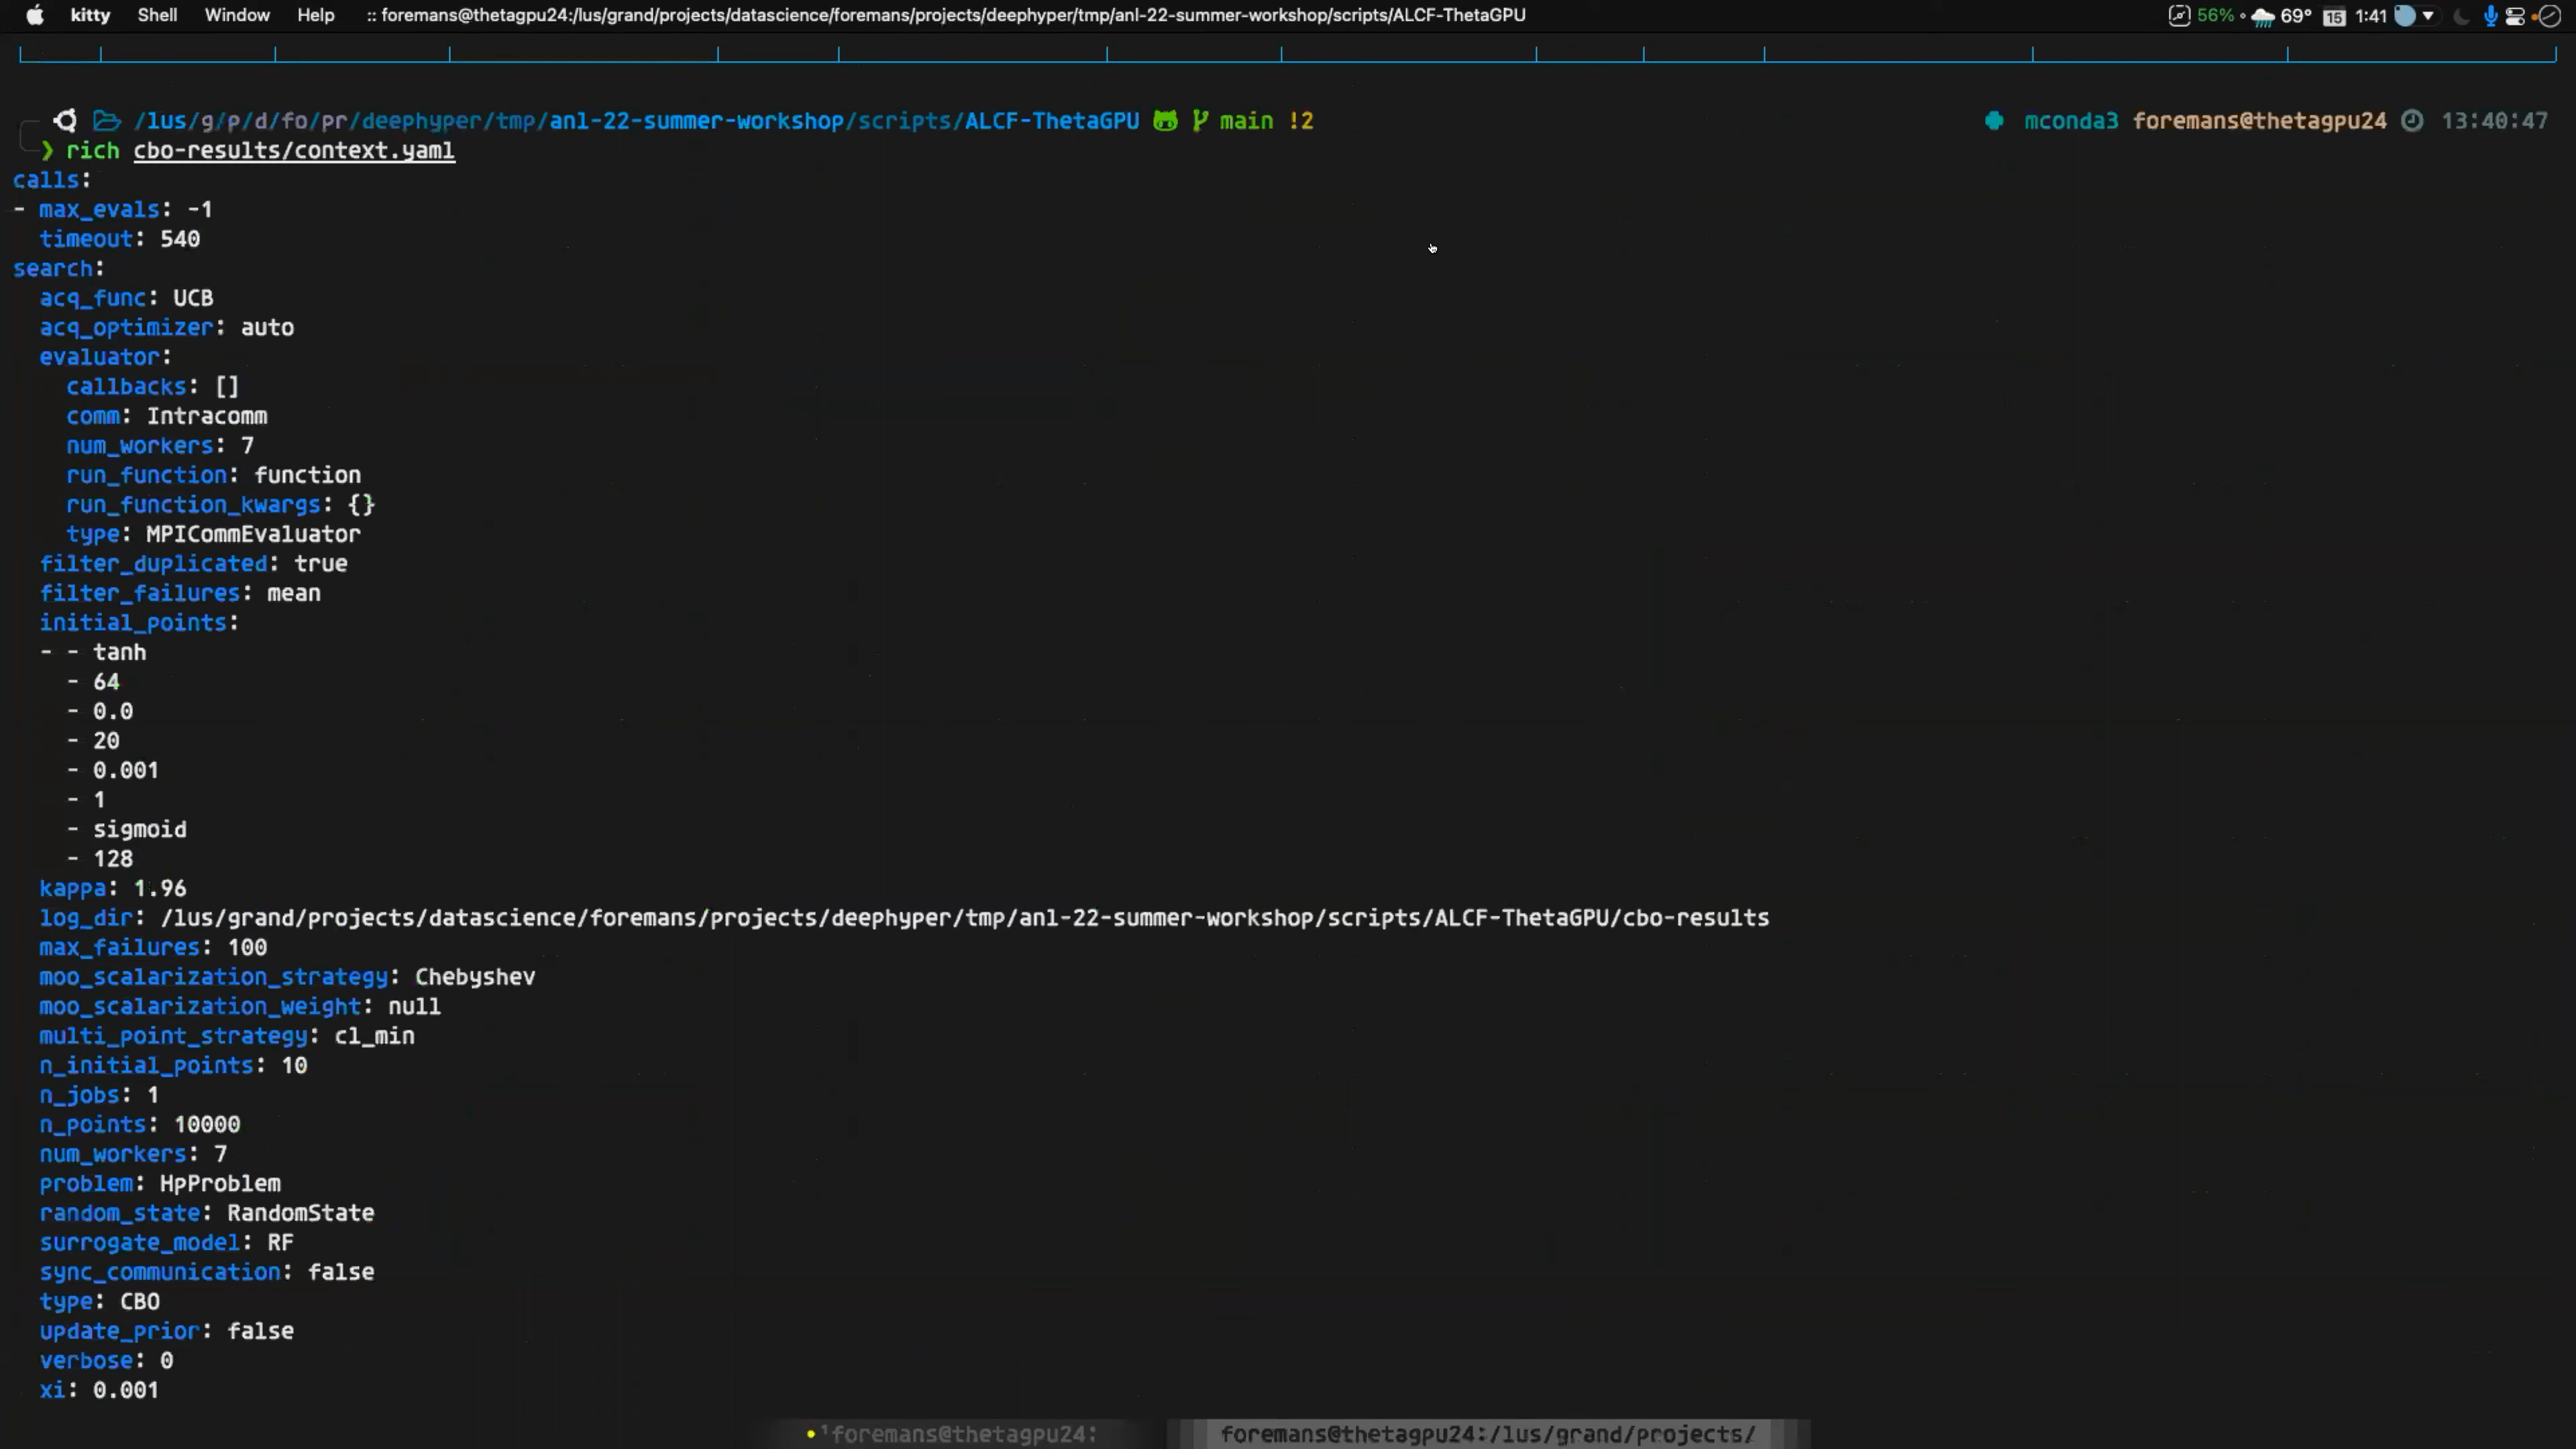 kitty Shell Window Help :: foremans@thetagpu24:/lus/grand/projects/datascience/foremans/projects/deephyper/tmp/anl-22-summer-workshop/scripts/ALCF-ThetaGPU 56% 69° 15 1:41
/lus/g/p/d/fo/pr/deephyper/tmp/anl-22-summer-workshop/scripts/ALCF-ThetaGPU main !2 mconda3 foremans@thetagpu24 13:40:47
❯ rich cbo-results/context.yaml
calls:
- max_evals: -1
  timeout: 540
search:
  acq_func: UCB
  acq_optimizer: auto
  evaluator:
    callbacks: []
    comm: Intracomm
    num_workers: 7
    run_function: function
    run_function_kwargs: {}
    type: MPICommEvaluator
  filter_duplicated: true
  filter_failures: mean
  initial_points:
  - - tanh
    - 64
    - 0.0
    - 20
    - 0.001
    - 1
    - sigmoid
    - 128
  kappa: 1.96
  log_dir: /lus/grand/projects/datascience/foremans/projects/deephyper/tmp/anl-22-summer-workshop/scripts/ALCF-ThetaGPU/cbo-results
  max_failures: 100
  moo_scalarization_strategy: Chebyshev
  moo_scalarization_weight: null
  multi_point_strategy: cl_min
  n_initial_points: 10
  n_jobs: 1
  n_points: 10000
  num_workers: 7
  problem: HpProblem
  random_state: RandomState
  surrogate_model: RF
  sync_communication: false
  type: CBO
  update_prior: false
  verbose: 0
  xi: 0.001
¹foremans@thetagpu24: foremans@thetagpu24:/lus/grand/projects/